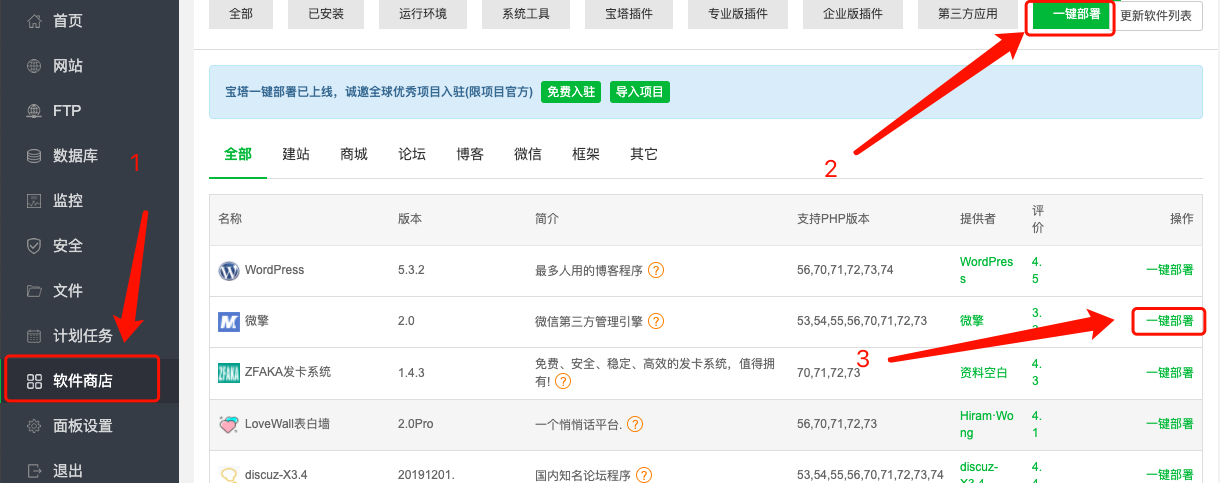 首页
网站
FTP
数据库
监控
安全
文件
计划任务
软件商店
面板设置
退出
1
全部 已安装 运行环境 系统工具 宝塔插件 专业版插件 企业版插件 第三方应用 一键部署 更新软件列表
宝塔一键部署已上线，诚邀全球优秀项目入驻(限项目官方) 免费入驻 导入项目
2
全部 建站 商城 论坛 博客 微信 框架 其它
名称 版本 简介 支持PHP版本 提供者 评价 操作
WordPress 5.3.2 最多人用的博客程序 ? 56,70,71,72,73,74 WordPres
s
4.
5
一键部署
微擎 2.0 微信第三方管理引擎 ? 53,54,55,56,70,71,72,73 微擎 3. 一键部署
3
ZFAKA
ZFAKA发卡系统 1.4.3 免费、安全、稳定、高效的发卡系统，值得拥
有! ?
70,71,72,73 资料空白 4.
3
一键部署
LoveWall表白墙 2.0Pro 一个悄悄话平台. ? 56,70,71,72,73 Hiram·Wo
ng
4.
1
一键部署
discuz-X3.4 20191201. 国内知名论坛程序 ? 53,54,55,56,70,71,72,73,74 discuz-
X3.4
4.
一键部署